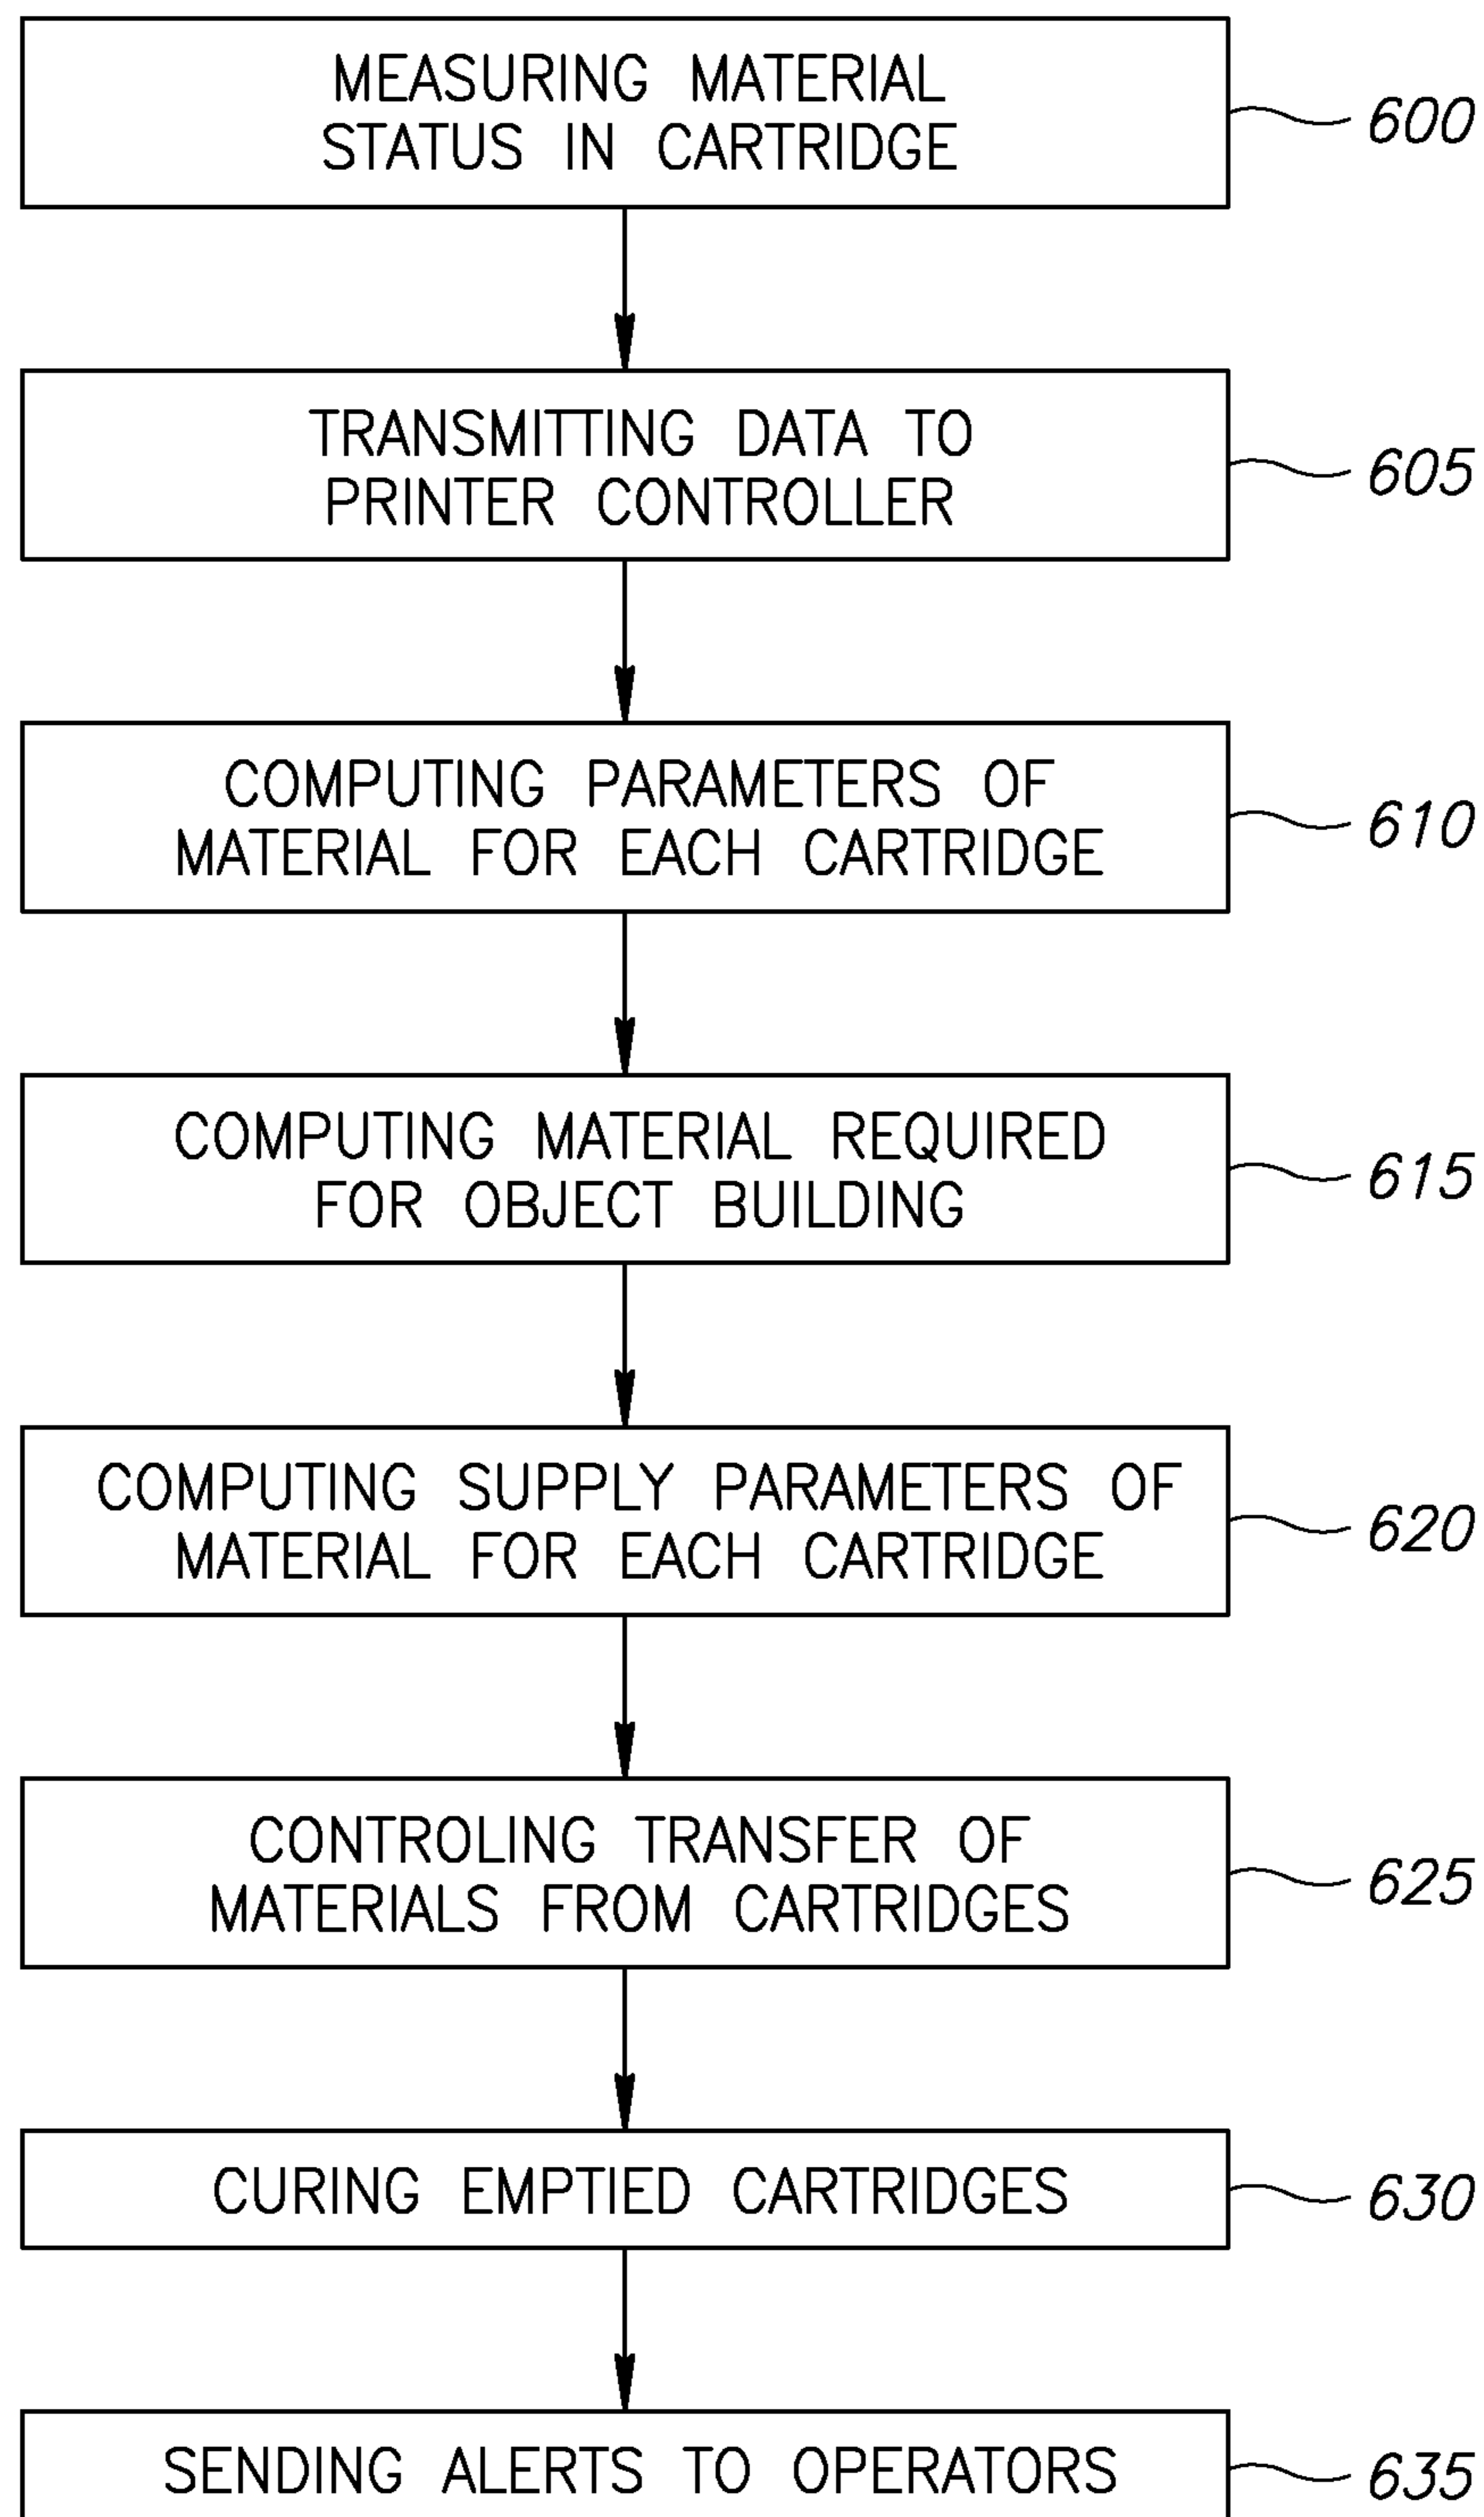 MEASURING MATERIAL
STATUS IN CARTRIDGE
600
TRANSMITTING DATA TO
PRINTER CONTROLLER
605
COMPUTING PARAMETERS OF
MATERIAL FOR EACH CARTRIDGE
610
COMPUTING MATERIAL REQUIRED
FOR OBJECT BUILDING
615
COMPUTING SUPPLY PARAMETERS OF
MATERIAL FOR EACH CARTRIDGE
620
CONTROLING TRANSFER OF
MATERIALS FROM CARTRIDGES
625
CURING EMPTIED CARTRIDGES
630
SENDING ALERTS TO OPERATORS
635